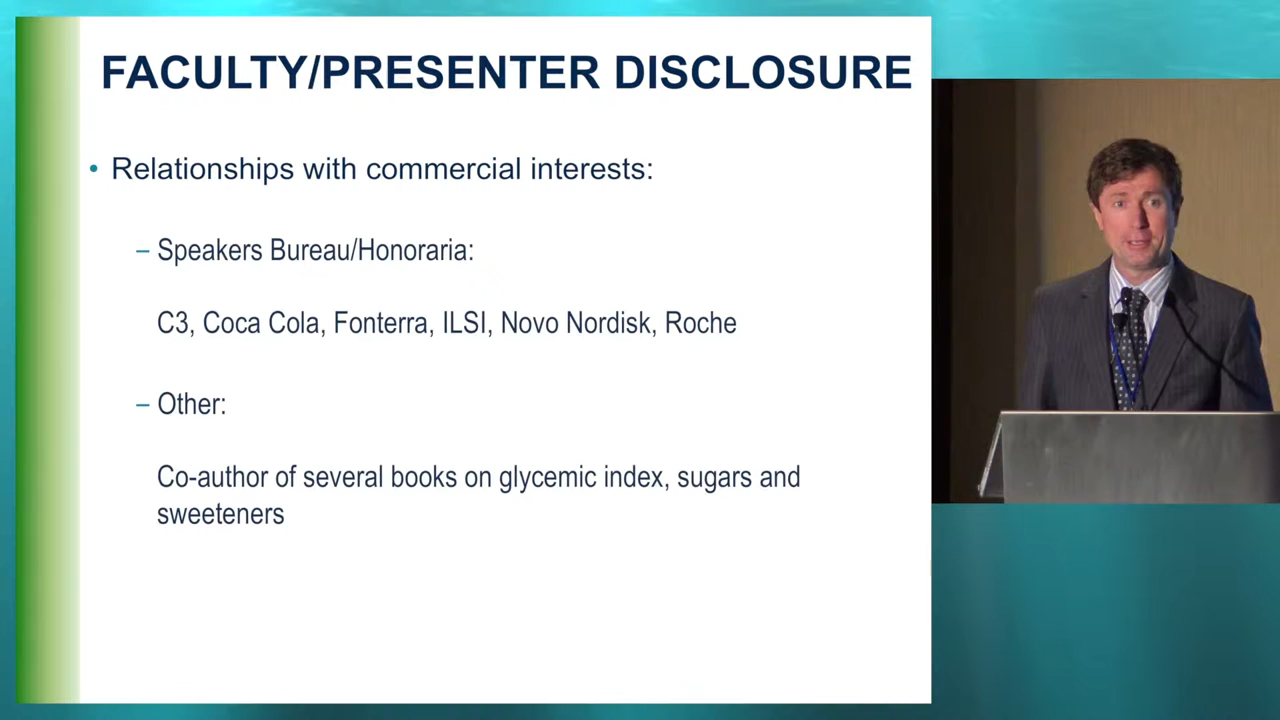 FACULTY/PRESENTER DISCLOSURE
• Relationships with commercial interests:
– Speakers Bureau/Honoraria:
C3, Coca Cola, Fonterra, ILSI, Novo Nordisk, Roche
– Other:
Co-author of several books on glycemic index, sugars and
sweeteners